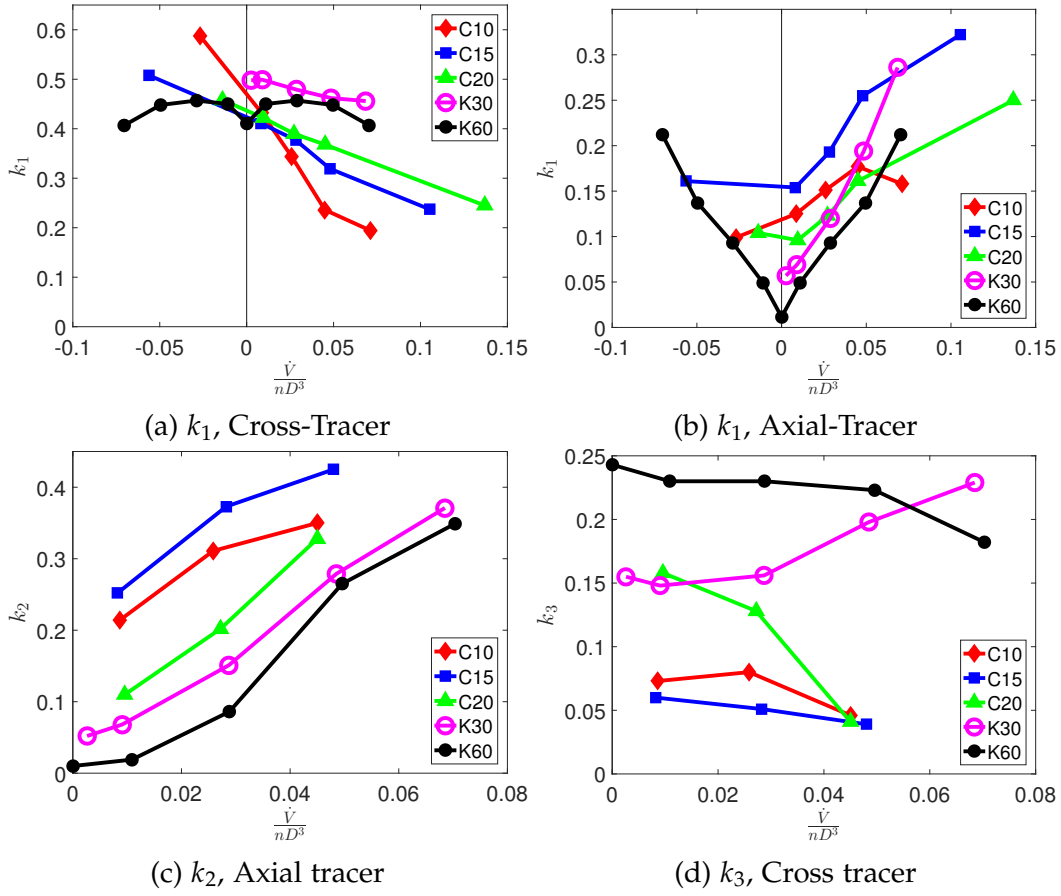 0.6
0.5
0.4
0.3
0.2
0.1
0
k₁
C10
C15
C20
K30
K60
-0.1 -0.05 0 0.05 0.1 0.15
V̇
nD³
(a) k₁, Cross-Tracer
0.3
0.25
0.2
0.15
0.1
0.05
0
k₁
C10
C15
C20
K30
K60
-0.1 -0.05 0 0.05 0.1 0.15
V̇
nD³
(b) k₁, Axial-Tracer
0.4
0.3
0.2
0.1
0
k₂
C10
C15
C20
K30
K60
0 0.02 0.04 0.06 0.08
V̇
nD³
(c) k₂, Axial tracer
0.25
0.2
0.15
0.1
0.05
0
k₃
C10
C15
C20
K30
K60
0 0.02 0.04 0.06 0.08
V̇
nD³
(d) k₃, Cross tracer